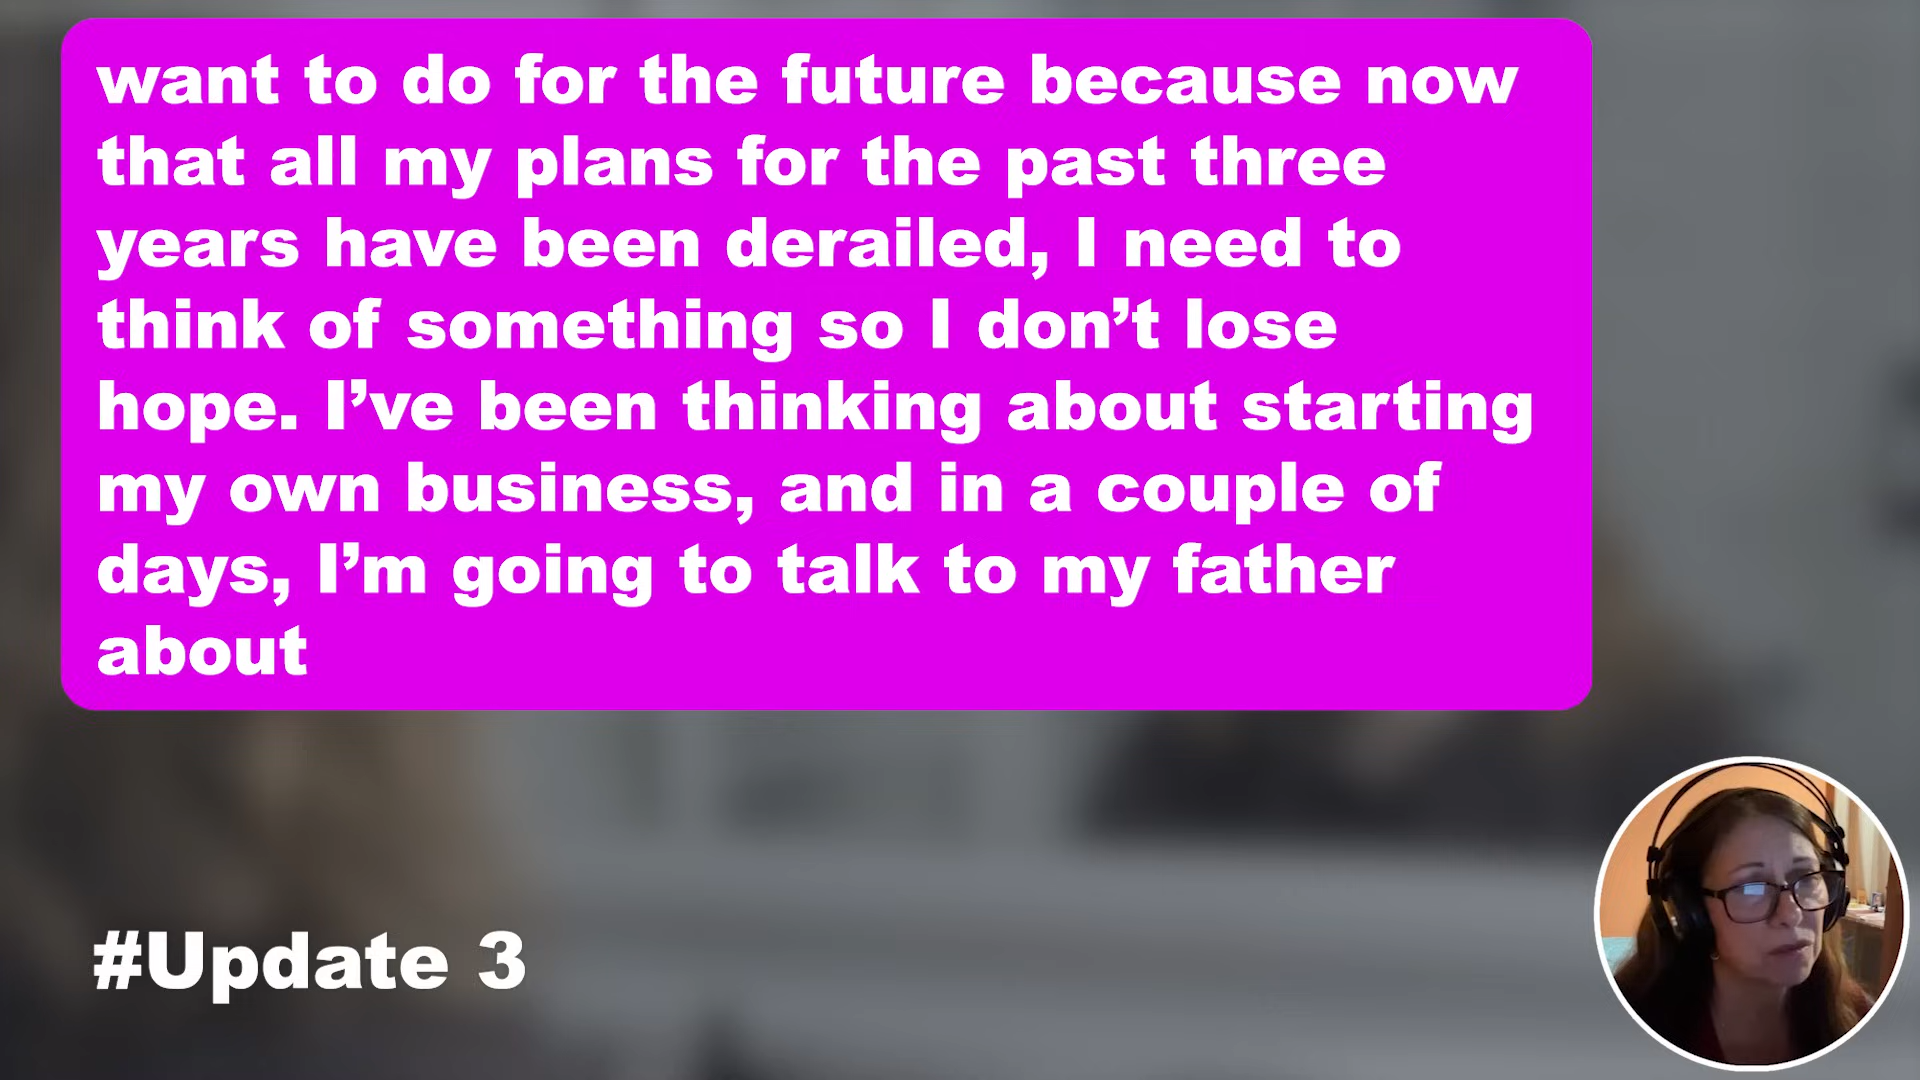 want to do for the future because now
that all my plans for the past three
years have been derailed, I need to
think of something so I don’t lose
hope. I’ve been thinking about starting
my own business, and in a couple of
days, I’m going to talk to my father
about
#Update 3